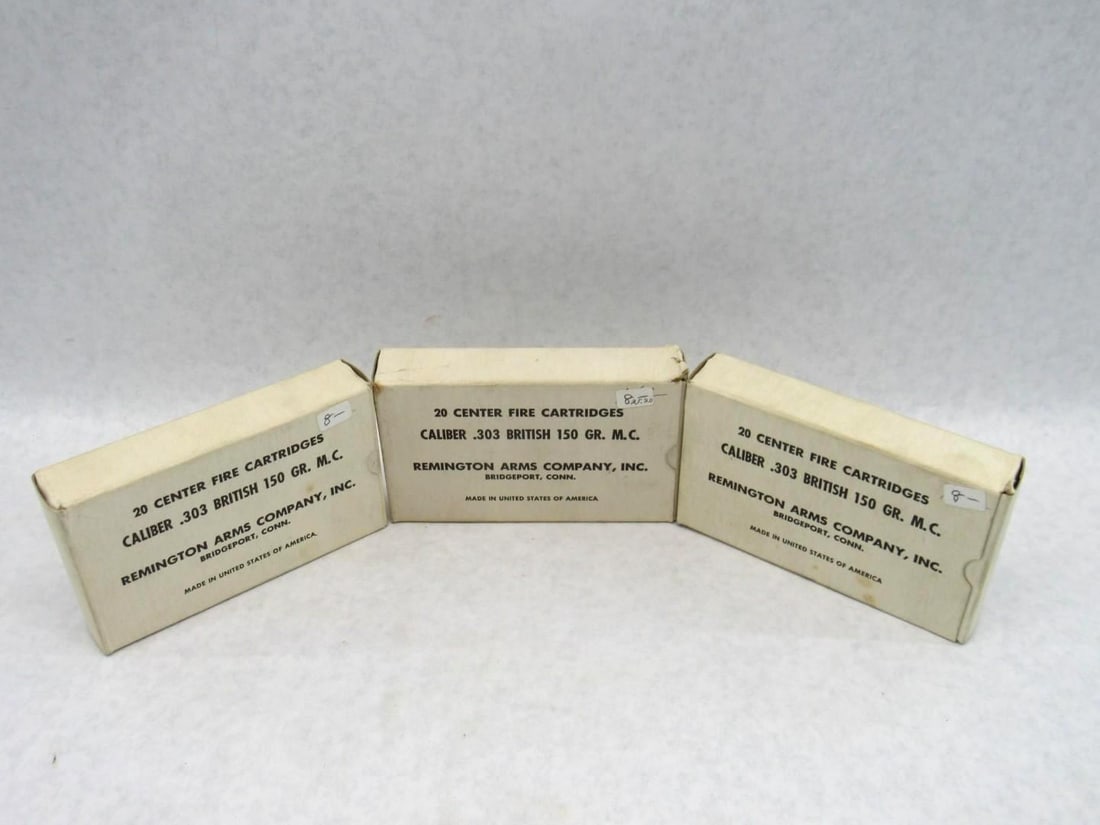 8-
20 CENTER FIRE CARTRIDGES
CALIBER .303 BRITISH 150 GR. M.C.
REMINGTON ARMS COMPANY, INC.
BRIDGEPORT, CONN.
MADE IN UNITED STATES OF AMERICA.
8
20 CENTER FIRE CARTRIDGES
CALIBER .303 BRITISH 150 GR. M.C.
REMINGTON ARMS COMPANY, INC.
BRIDGEPORT, CONN.
MADE IN UNITED STATES OF AMERICA
8-
20 CENTER FIRE CARTRIDGES
CALIBER .303 BRITISH 150 GR. M.C.
REMINGTON ARMS COMPANY, INC.
BRIDGEPORT, CONN.
MADE IN UNITED STATES OF AMERICA